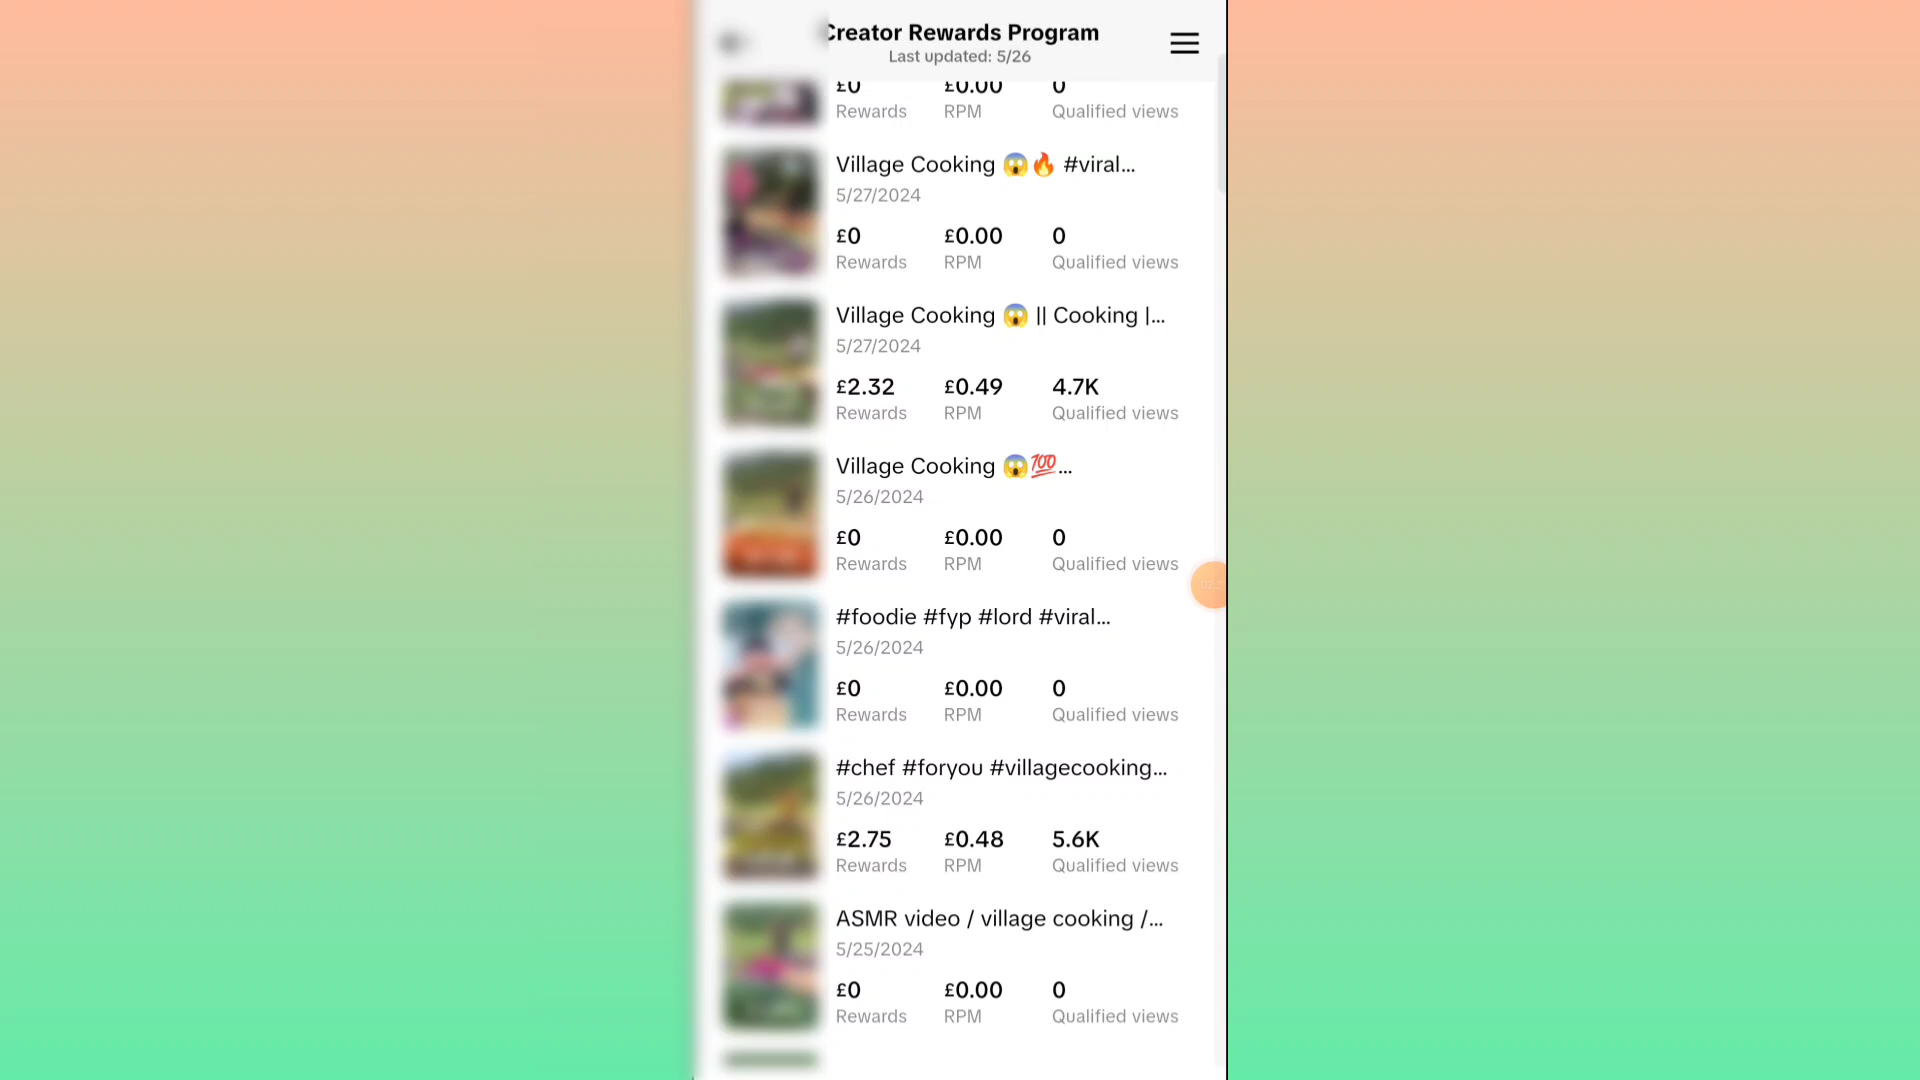 Creator Rewards Program
Last updated: 5/26
£0 £0.00 0
Rewards RPM Qualified views
Village Cooking 😱🔥 #viral...
5/27/2024
£0 £0.00 0
Rewards RPM Qualified views
Village Cooking 😱 || Cooking |...
5/27/2024
£2.32 £0.49 4.7K
Rewards RPM Qualified views
Village Cooking 😱💯...
5/26/2024
£0 £0.00 0
Rewards RPM Qualified views
#foodie #fyp #lord #viral...
5/26/2024
£0 £0.00 0
Rewards RPM Qualified views
#chef #foryou #villagecooking...
5/26/2024
£2.75 £0.48 5.6K
Rewards RPM Qualified views
ASMR video / village cooking /...
5/25/2024
£0 £0.00 0
Rewards RPM Qualified views